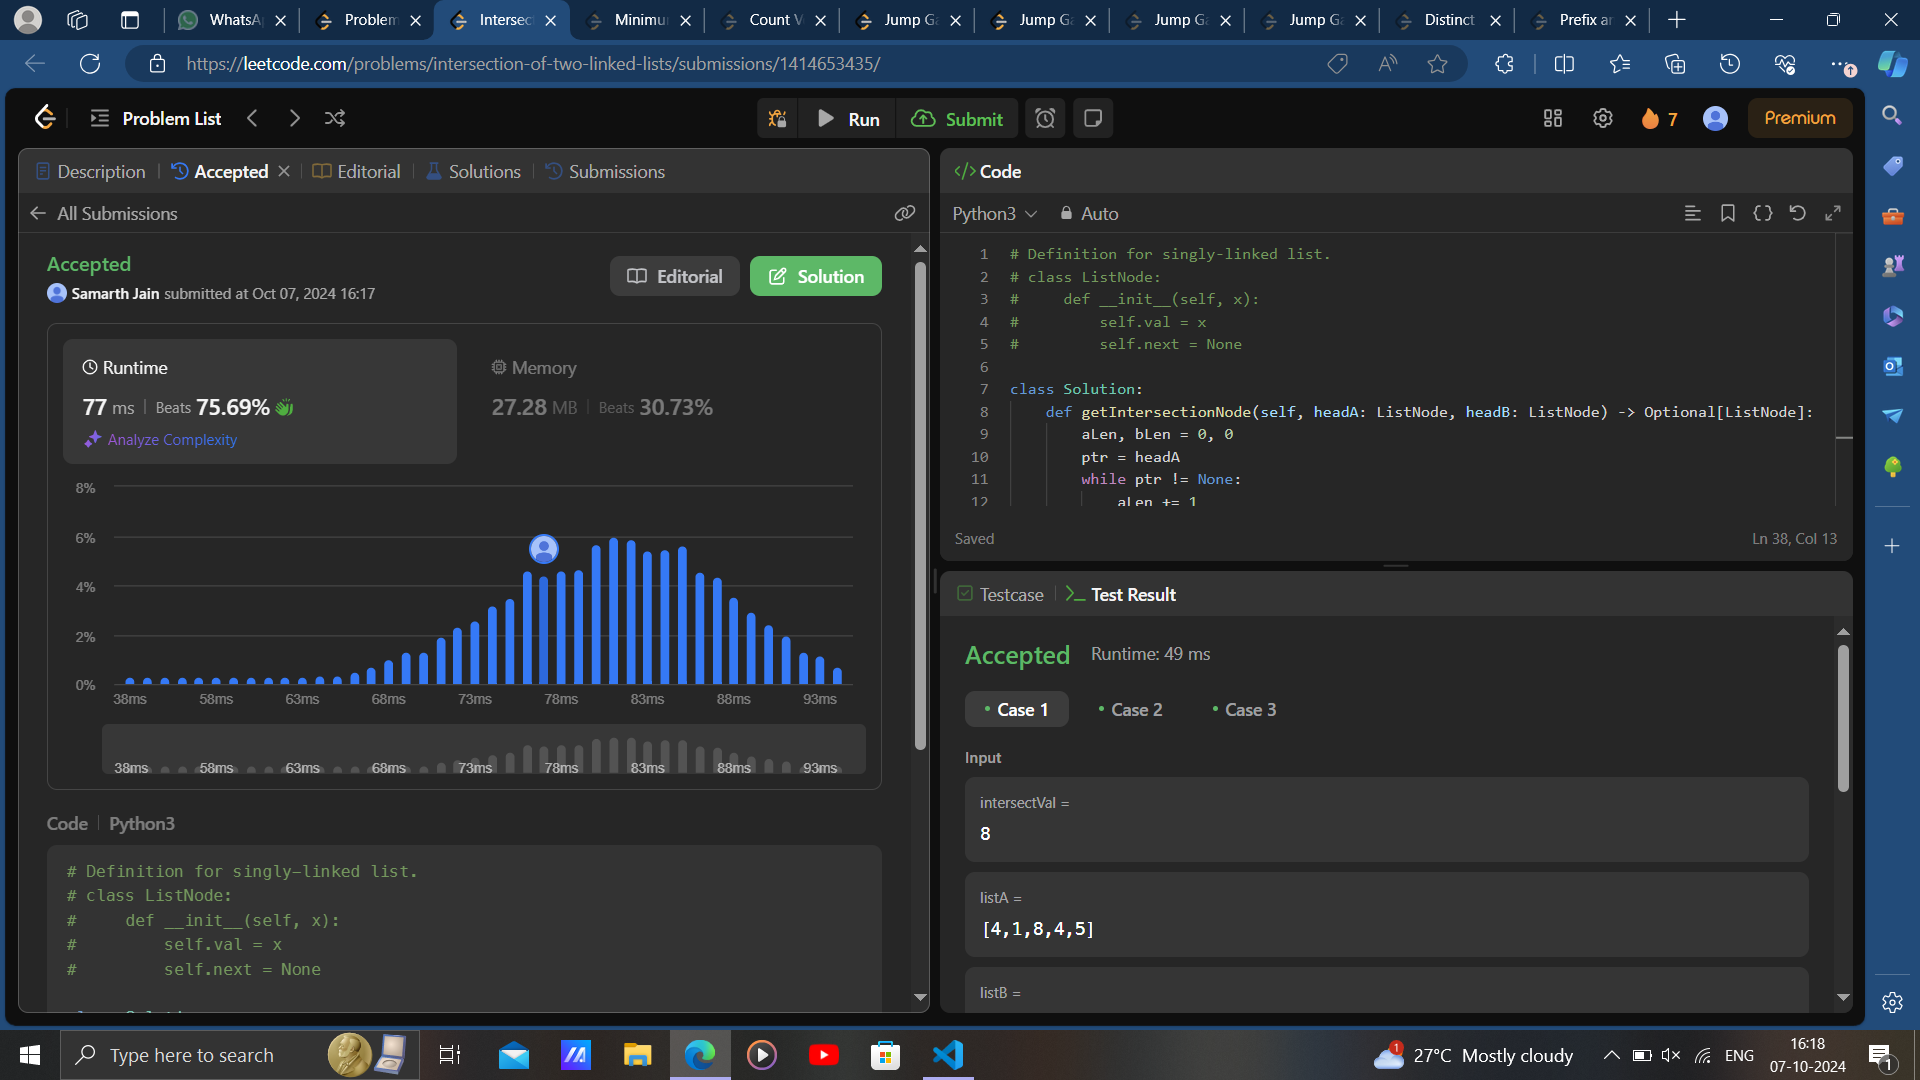 WhatsA
Problem
Intersect
Minimu
Count V
Jump Ga
Jump Ga
Jump Ga
Jump Ga
Distinct
Prefix an
https://leetcode.com/problems/intersection-of-two-linked-lists/submissions/1414653435/
Problem List
Run
Submit
7
Premium
Description
Accepted
Editorial
Solutions
Submissions
All Submissions
Accepted
Samarth Jain submitted at Oct 07, 2024 16:17
Editorial
Solution
Runtime
77 ms | Beats 75.69%
Analyze Complexity
Memory
27.28 MB | Beats 30.73%
8%
6%
4%
2%
0%
38ms 58ms 63ms 68ms 73ms 78ms 83ms 88ms 93ms
38ms 58ms 63ms 68ms 73ms 78ms 83ms 88ms 93ms
Code | Python3
# Definition for singly-linked list.
# class ListNode:
#     def __init__(self, x):
#         self.val = x
#         self.next = None
</> Code
Python3
Auto
1 # Definition for singly-linked list.
2 # class ListNode:
3 #     def __init__(self, x):
4 #         self.val = x
5 #         self.next = None
6
7 class Solution:
8     def getIntersectionNode(self, headA: ListNode, headB: ListNode) -> Optional[ListNode]:
9         aLen, bLen = 0, 0
10         ptr = headA
11         while ptr != None:
12             aLen += 1
Saved
Ln 38, Col 13
Testcase
Test Result
Accepted
Runtime: 49 ms
Case 1
Case 2
Case 3
Input
intersectVal =
8
listA =
[4,1,8,4,5]
listB =
Type here to search
1
27°C Mostly cloudy
ENG
16:18
07-10-2024
1